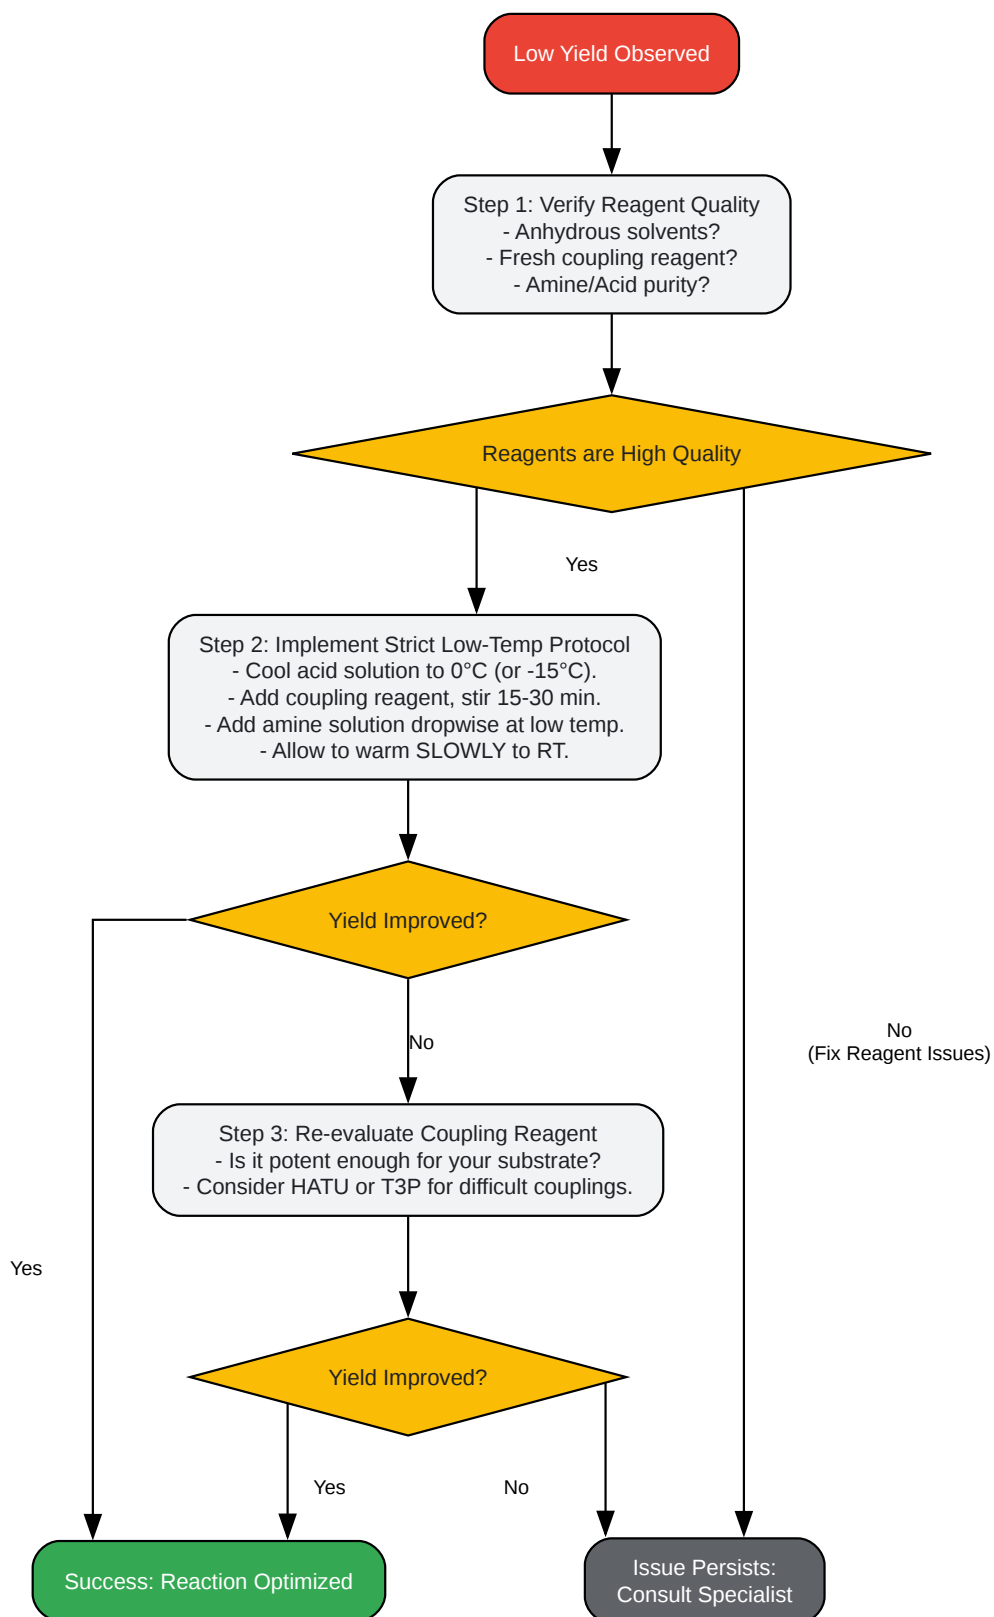 Low Yield Observed
Step 1: Verify Reagent Quality
- Anhydrous solvents?
- Fresh coupling reagent?
- Amine/Acid purity?
Reagents are High Quality
Yes
Step 2: Implement Strict Low-Temp Protocol
- Cool acid solution to 0°C (or -15°C).
- Add coupling reagent, stir 15-30 min.
- Add amine solution dropwise at low temp.
- Allow to warm SLOWLY to RT.
Yield Improved?
No
No
(Fix Reagent Issues)
Step 3: Re-evaluate Coupling Reagent
- Is it potent enough for your substrate?
- Consider HATU or T3P for difficult couplings.
Yes
Yield Improved?
Yes
No
Success: Reaction Optimized
Issue Persists:
Consult Specialist